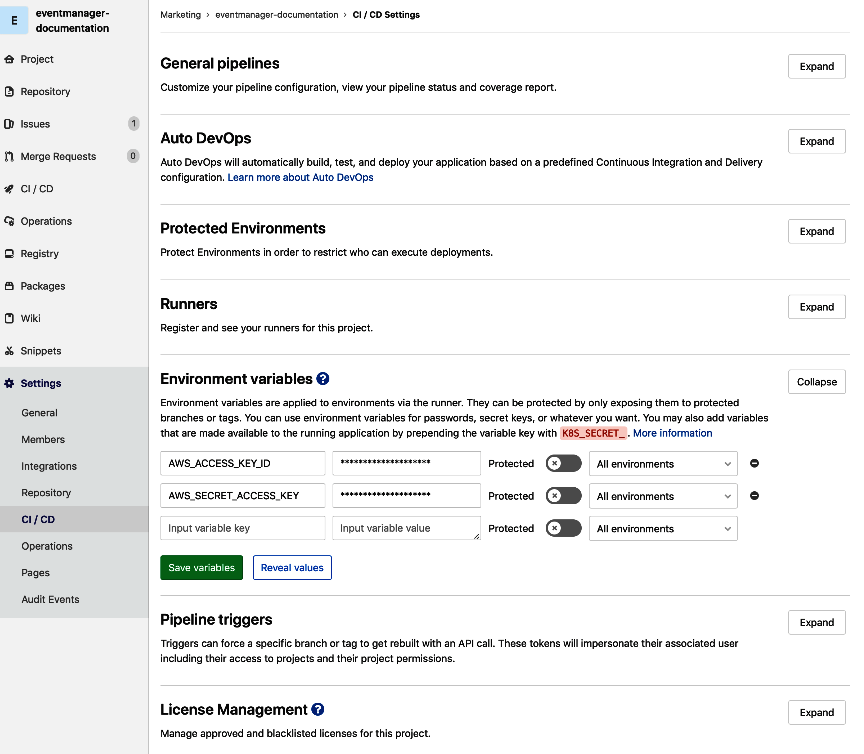 E
eventmanager-
documentation
Project
Repository
Issues 1
Merge Requests 0
CI / CD
Operations
Registry
Packages
Wiki
Snippets
Settings
General
Members
Integrations
Repository
CI / CD
Operations
Pages
Audit Events
Marketing › eventmanager-documentation › CI / CD Settings
General pipelines
Expand
Customize your pipeline configuration, view your pipeline status and coverage report.
Auto DevOps
Expand
Auto DevOps will automatically build, test, and deploy your application based on a predefined Continuous Integration and Delivery
configuration. Learn more about Auto DevOps
Protected Environments
Expand
Protect Environments in order to restrict who can execute deployments.
Runners
Expand
Register and see your runners for this project.
Environment variables ?
Collapse
Environment variables are applied to environments via the runner. They can be protected by only exposing them to protected
branches or tags. You can use environment variables for passwords, secret keys, or whatever you want. You may also add variables
that are made available to the running application by prepending the variable key with K8S_SECRET_. More information
AWS_ACCESS_KEY_ID ******************** Protected All environments
AWS_SECRET_ACCESS_KEY ******************** Protected All environments
Input variable key Input variable value Protected All environments
Save variables Reveal values
Pipeline triggers
Expand
Triggers can force a specific branch or tag to get rebuilt with an API call. These tokens will impersonate their associated user
including their access to projects and their project permissions.
License Management ?
Expand
Manage approved and blacklisted licenses for this project.